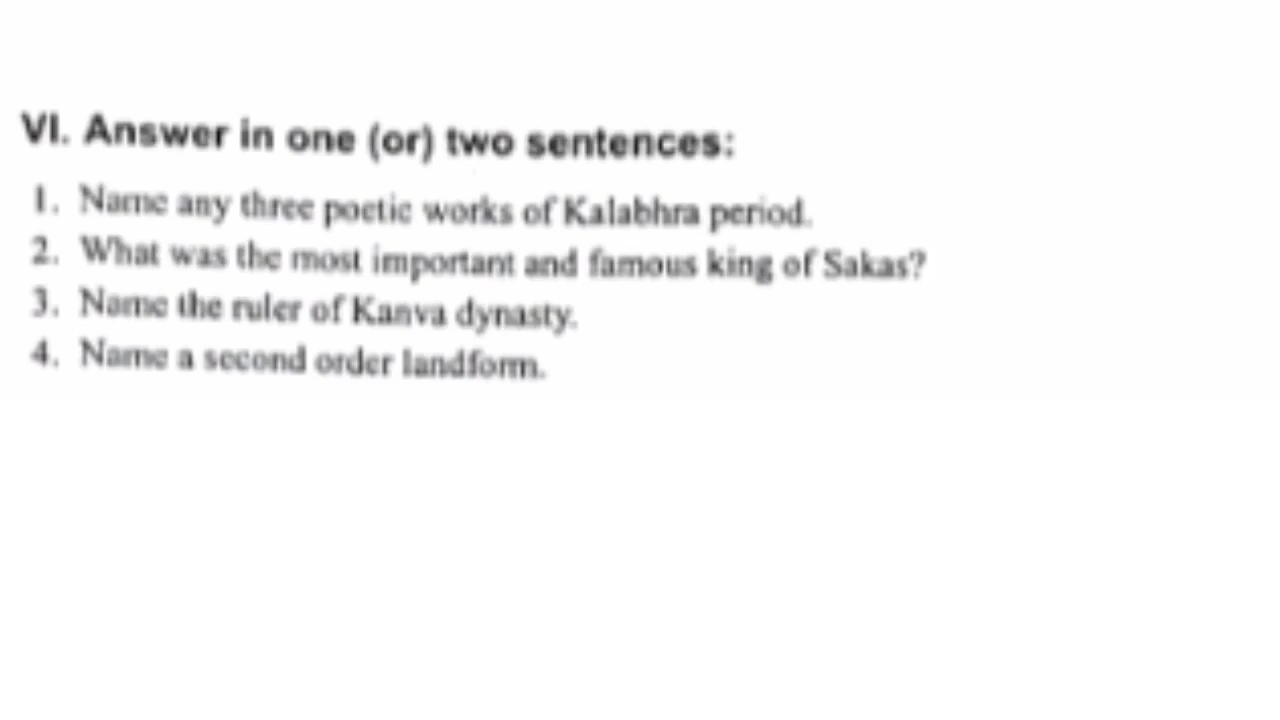 VI. Answer in one (or) two sentences:
1. Name any three poetic works of Kalabhra period.
2. What was the most important and famous king of Sakas?
3. Name the ruler of Kanva dynasty.
4. Name a second order landform.